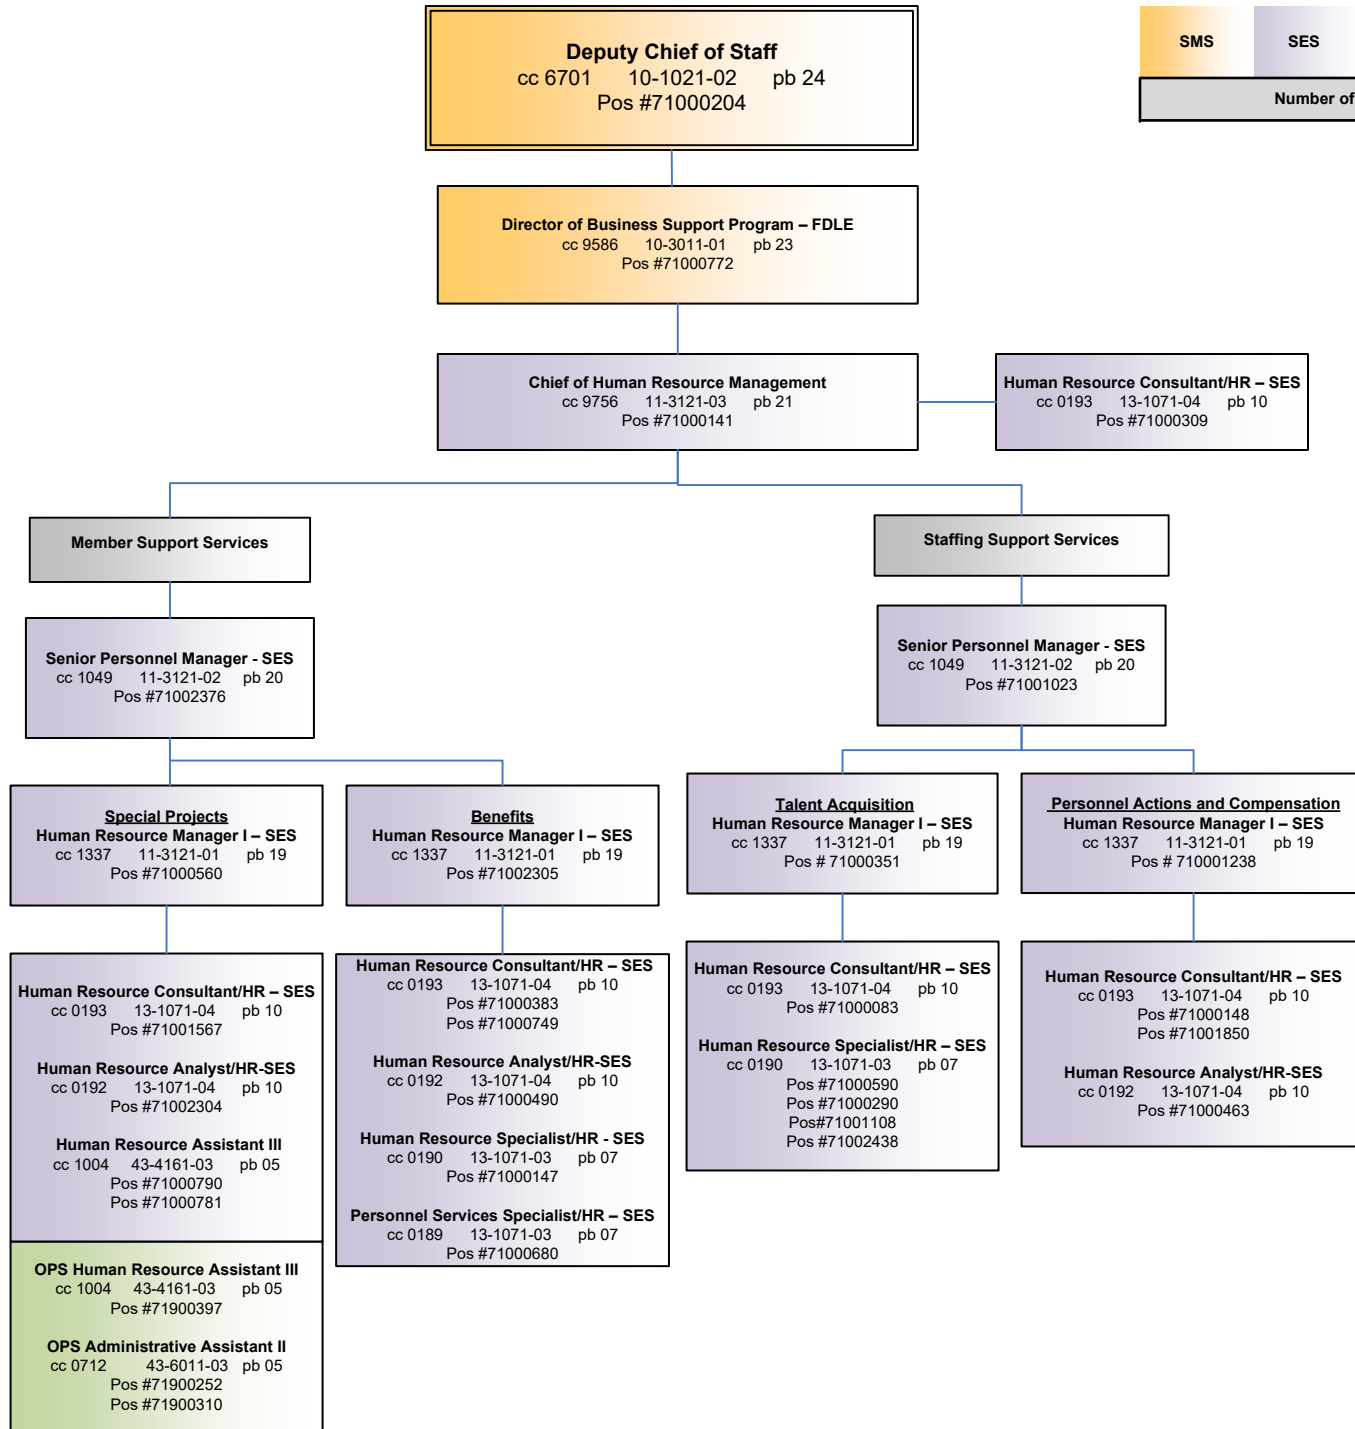 Deputy Chief of Staff
cc 6701 10-1021-02 pb 24
Pos #71000204
SMS
SES
Number of
Director of Business Support Program – FDLE
cc 9586 10-3011-01 pb 23
Pos #71000772
Chief of Human Resource Management
cc 9756 11-3121-03 pb 21
Pos #71000141
Human Resource Consultant/HR – SES
cc 0193 13-1071-04 pb 10
Pos #71000309
Member Support Services
Staffing Support Services
Senior Personnel Manager - SES
cc 1049 11-3121-02 pb 20
Pos #71002376
Senior Personnel Manager - SES
cc 1049 11-3121-02 pb 20
Pos #71001023
Special Projects
Human Resource Manager I – SES
cc 1337 11-3121-01 pb 19
Pos #71000560
Benefits
Human Resource Manager I – SES
cc 1337 11-3121-01 pb 19
Pos #71002305
Talent Acquisition
Human Resource Manager I – SES
cc 1337 11-3121-01 pb 19
Pos # 71000351
Personnel Actions and Compensation
Human Resource Manager I – SES
cc 1337 11-3121-01 pb 19
Pos # 710001238
Human Resource Consultant/HR – SES
cc 0193 13-1071-04 pb 10
Pos #71001567
Human Resource Analyst/HR-SES
cc 0192 13-1071-04 pb 10
Pos #71002304
Human Resource Assistant III
cc 1004 43-4161-03 pb 05
Pos #71000790
Pos #71000781
OPS Human Resource Assistant III
cc 1004 43-4161-03 pb 05
Pos #71900397
OPS Administrative Assistant II
cc 0712 43-6011-03 pb 05
Pos #71900252
Pos #71900310
Human Resource Consultant/HR – SES
cc 0193 13-1071-04 pb 10
Pos #71000383
Pos #71000749
Human Resource Analyst/HR-SES
cc 0192 13-1071-04 pb 10
Pos #71000490
Human Resource Specialist/HR - SES
cc 0190 13-1071-03 pb 07
Pos #71000147
Personnel Services Specialist/HR – SES
cc 0189 13-1071-03 pb 07
Pos #71000680
Human Resource Consultant/HR – SES
cc 0193 13-1071-04 pb 10
Pos #71000083
Human Resource Specialist/HR – SES
cc 0190 13-1071-03 pb 07
Pos #71000590
Pos #71000290
Pos#71001108
Pos #71002438
Human Resource Consultant/HR – SES
cc 0193 13-1071-04 pb 10
Pos #71000148
Pos #71001850
Human Resource Analyst/HR-SES
cc 0192 13-1071-04 pb 10
Pos #71000463